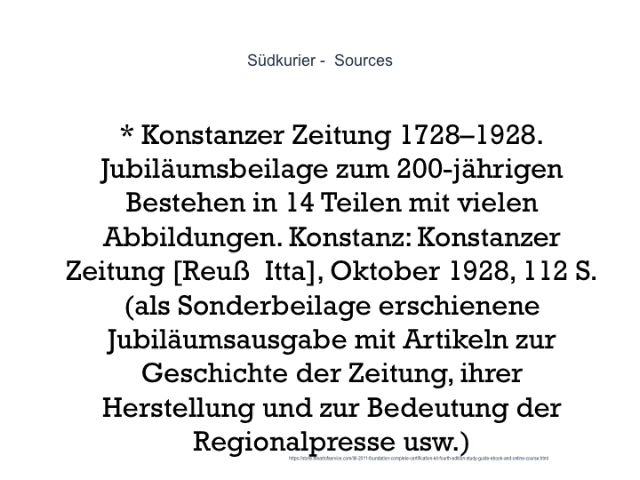 Südkurier -  Sources
* Konstanzer Zeitung 1728–1928.
Jubiläumsbeilage zum 200-jährigen
Bestehen in 14 Teilen mit vielen
Abbildungen. Konstanz: Konstanzer
Zeitung [Reuß  Itta], Oktober 1928, 112 S.
(als Sonderbeilage erschienene
Jubiläumsausgabe mit Artikeln zur
Geschichte der Zeitung, ihrer
Herstellung und zur Bedeutung der
Regionalpresse usw.)